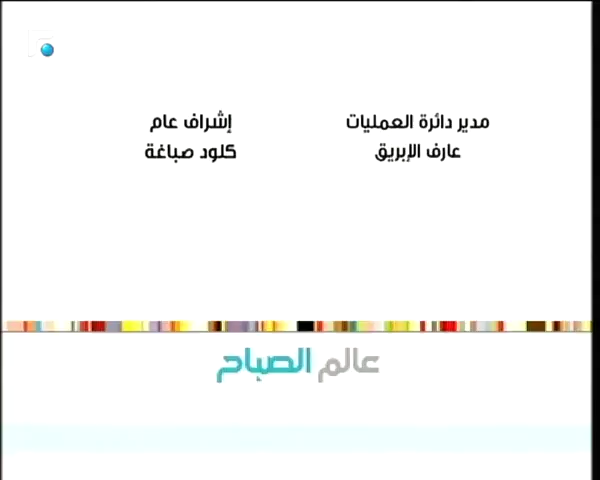 مدير دائرة العمليات
عارف الإبريق
إشراف عام
كلود صباغة
عالم الصباح